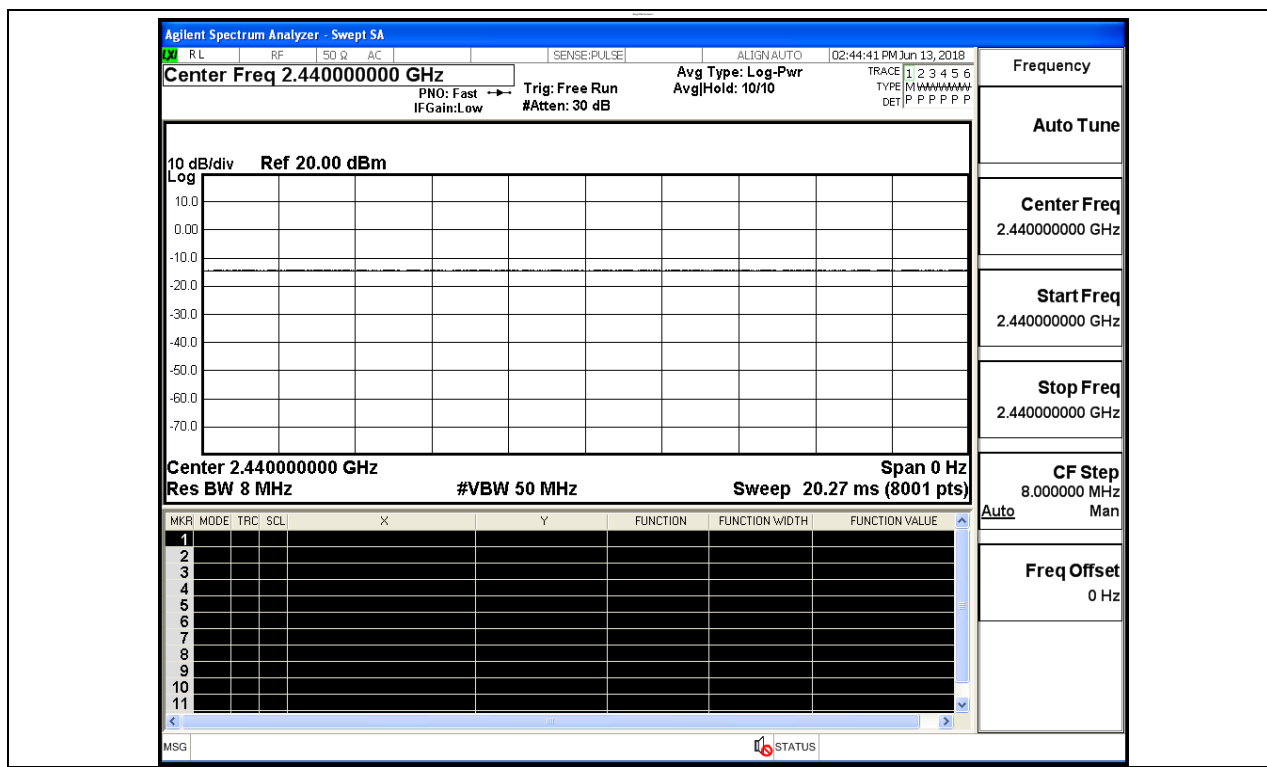 Agilent Spectrum Analyzer - Swept SA
LXI RL RF 50 Ω AC SENSE:PULSE ALIGN AUTO 02:44:41 PM Jun 13, 2018
Center Freq 2.440000000 GHz
PNO: Fast
IFGain:Low
Trig: Free Run
#Atten: 30 dB
Avg Type: Log-Pwr
Avg|Hold: 10/10
TRACE 1 2 3 4 5 6
TYPE M W W W W W
DET P P P P P P
10 dB/div Ref 20.00 dBm
Log
10.0
0.00
-10.0
-20.0
-30.0
-40.0
-50.0
-60.0
-70.0
Center 2.440000000 GHz Span 0 Hz
Res BW 8 MHz #VBW 50 MHz Sweep 20.27 ms (8001 pts)
MKR MODE TRC SCL X Y FUNCTION FUNCTION WIDTH FUNCTION VALUE
1
2
3
4
5
6
7
8
9
10
11
MSG STATUS
Frequency
Auto Tune
Center Freq
2.440000000 GHz
Start Freq
2.440000000 GHz
Stop Freq
2.440000000 GHz
CF Step
8.000000 MHz
Auto Man
Freq Offset
0 Hz